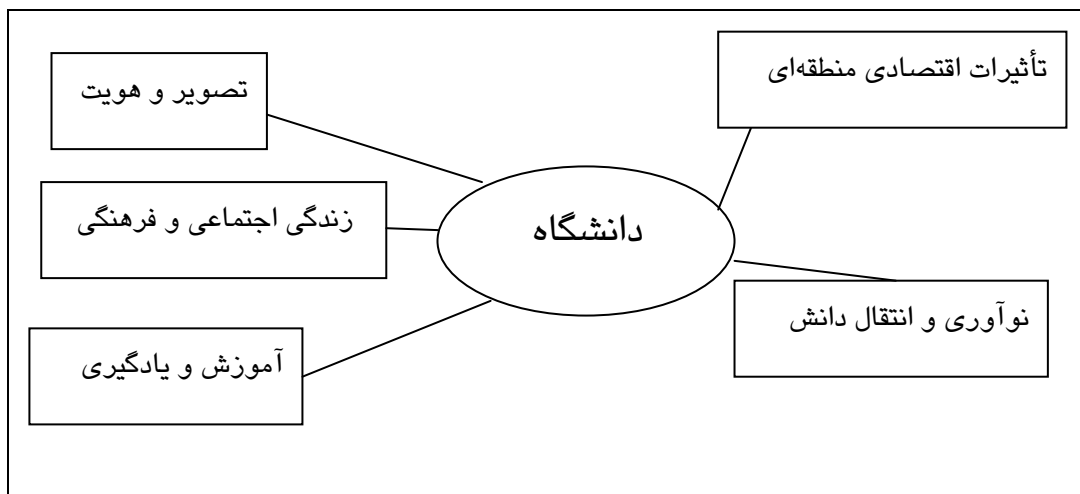 تأثیرات اقتصادی منطقه‌ای
تصویر و هویت
زندگی اجتماعی و فرهنگی
دانشگاه
نوآوری و انتقال دانش
آموزش و یادگیری